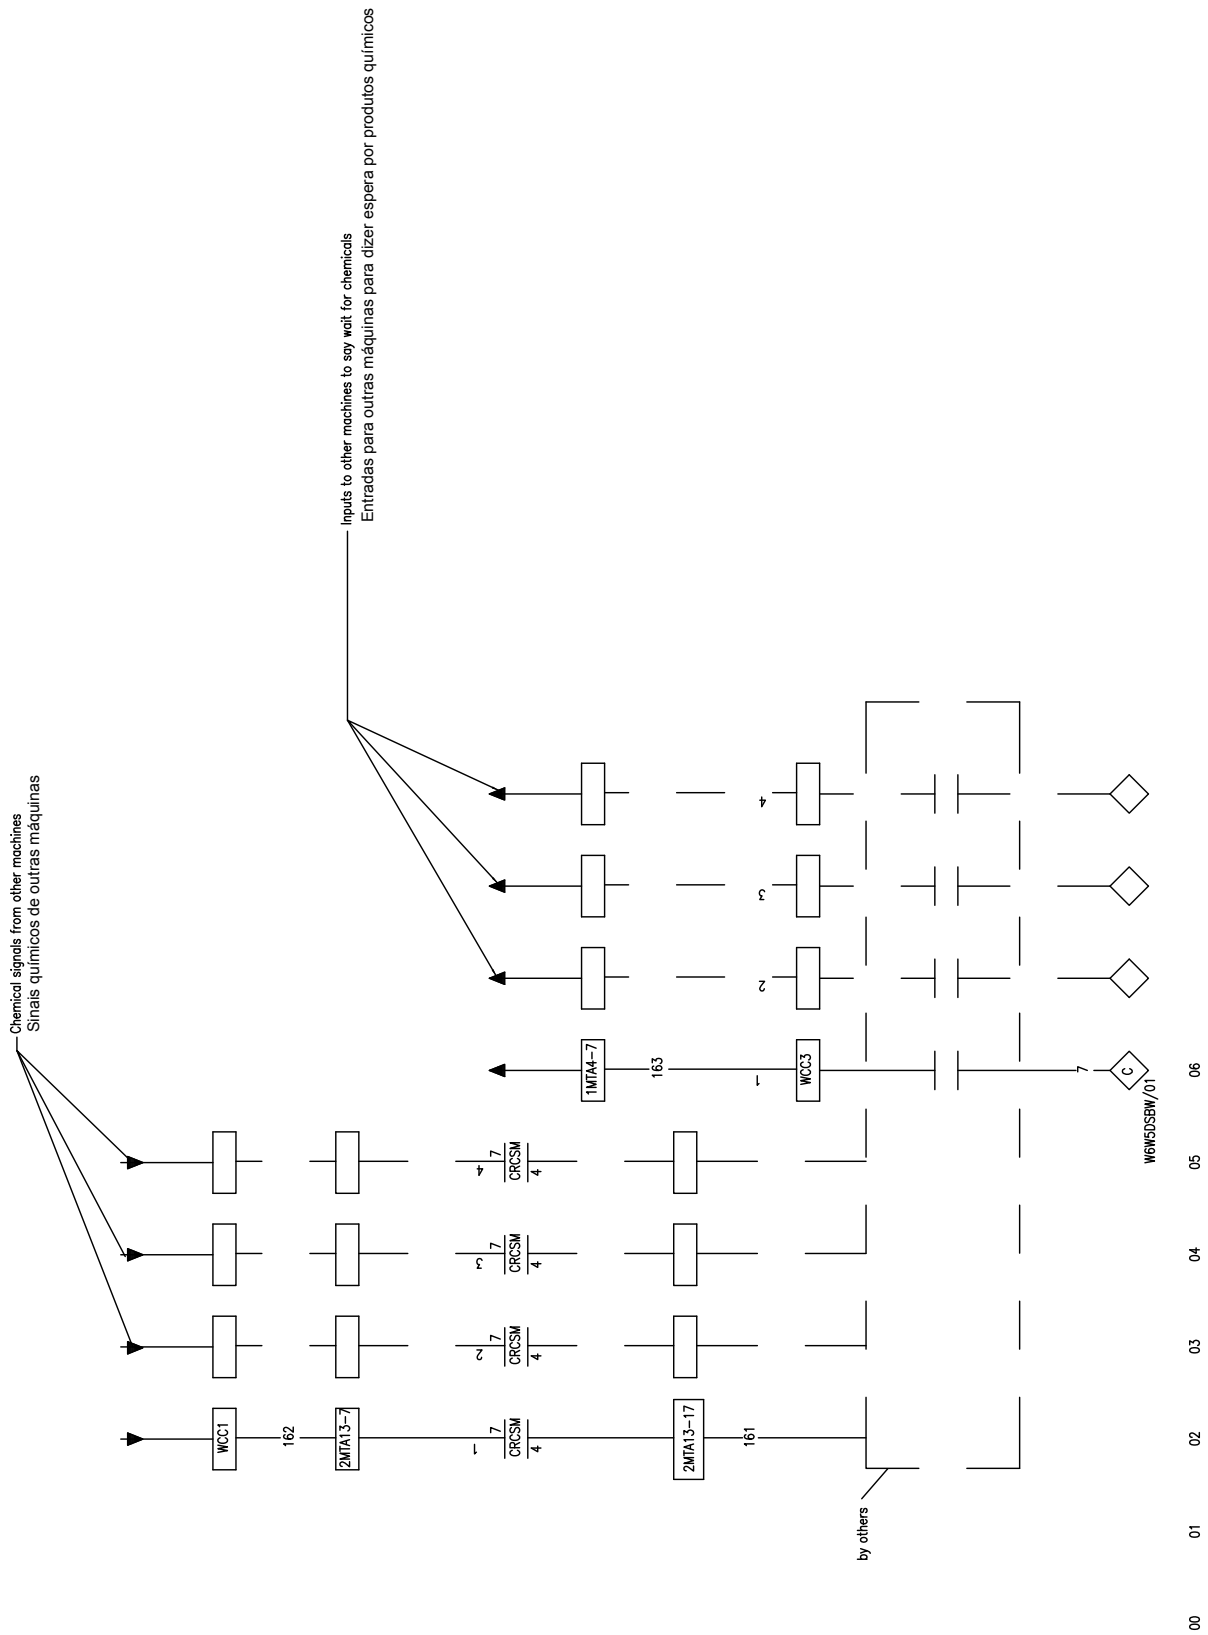 Chemical signals from other machines
Sinais químicos de outras máquinas
Inputs to other machines to say wait for chemicals
Entradas para outras máquinas para dizer espera por produtos químicos
WCC1
162
2MTA13-7
1
7
CRCSM
4
2MTA13-17
161
2
7
CRCSM
4
3
7
CRCSM
4
4
7
CRCSM
4
1MTA4-7
163
1
WCC3
7
C
W6W5DSBW/01
2
3
4
by others
00
01
02
03
04
05
06